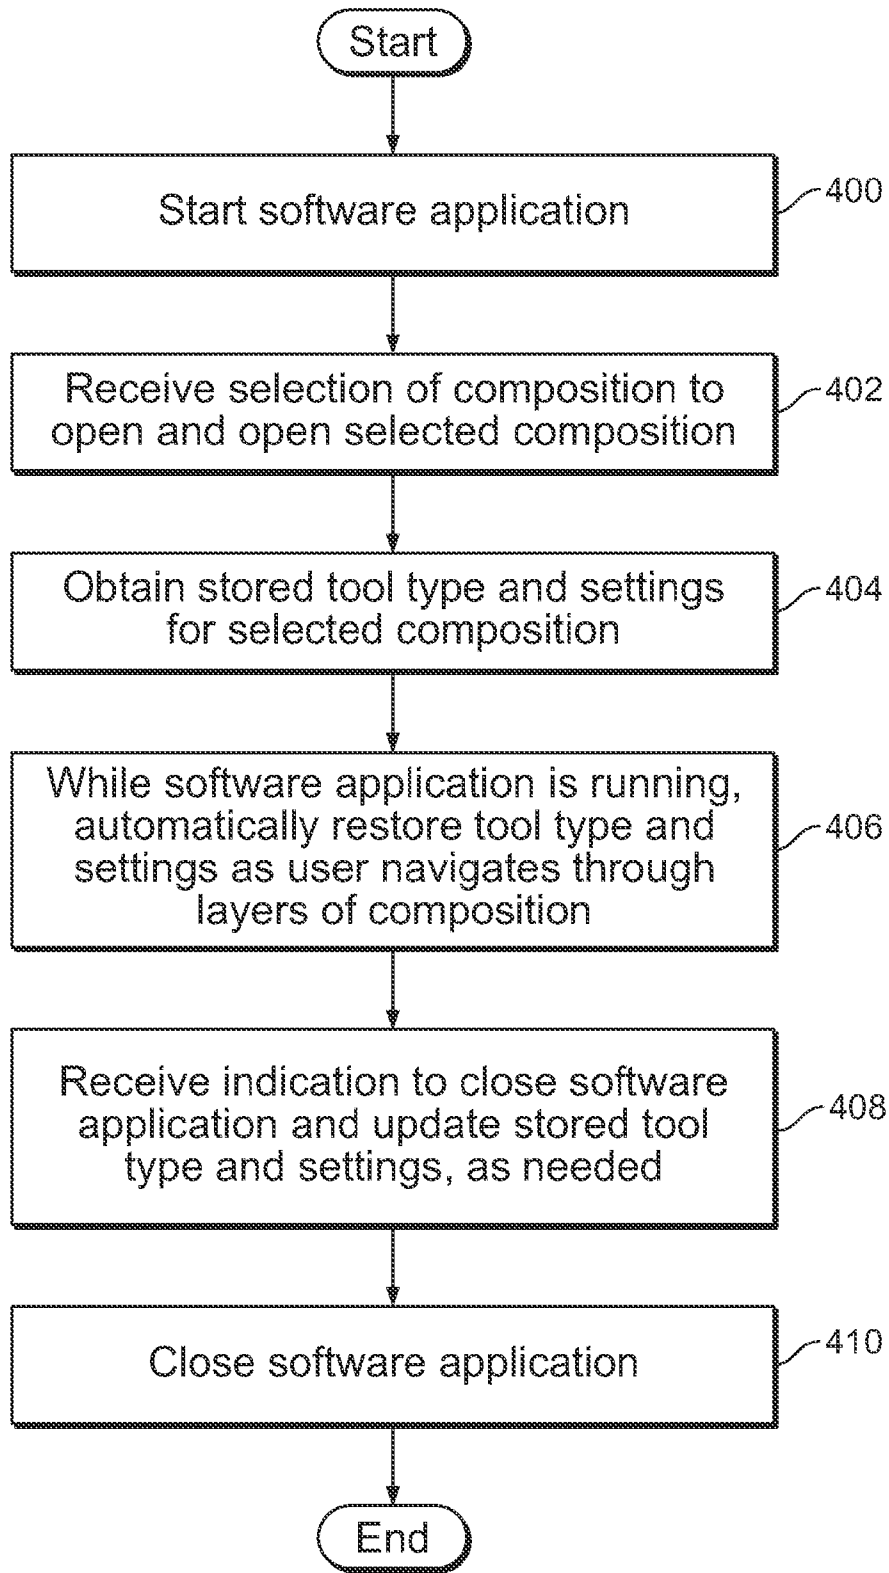 Start
Start software application
400
Receive selection of composition to
open and open selected composition
402
Obtain stored tool type and settings
for selected composition
404
While software application is running,
automatically restore tool type and
settings as user navigates through
layers of composition
406
Receive indication to close software
application and update stored tool
type and settings, as needed
408
Close software application
410
End